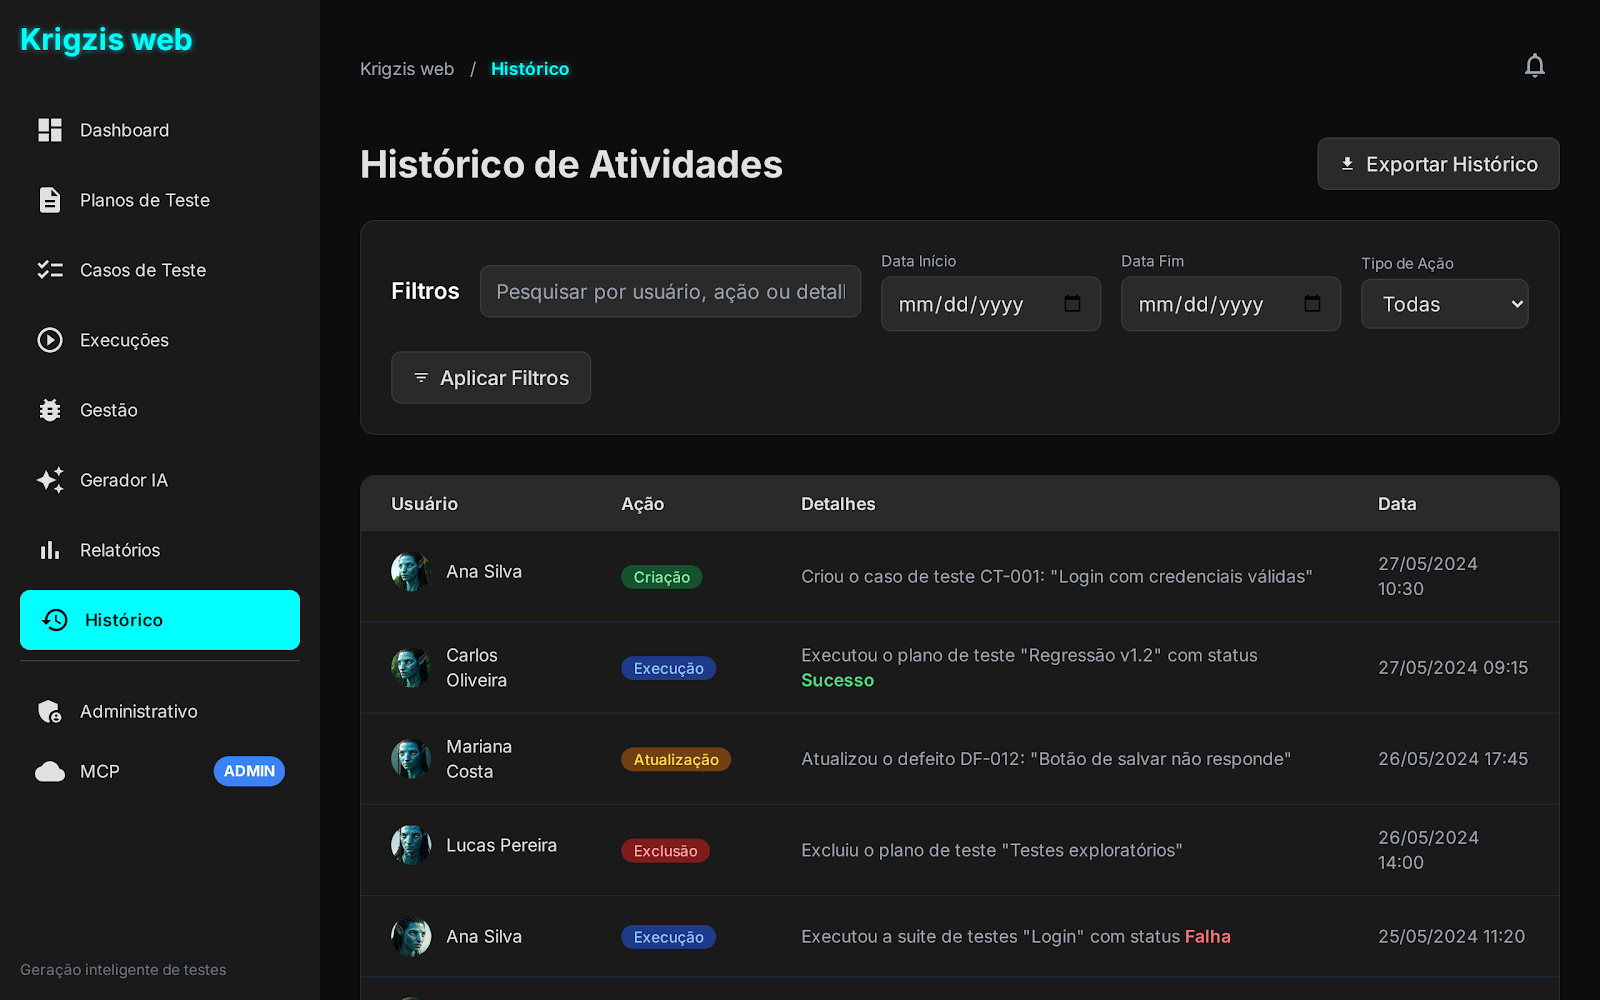 Krigzis web
Dashboard
Planos de Teste
Casos de Teste
Execuções
Gestão
Gerador IA
Relatórios
Histórico
Administrativo
MCP ADMIN
Geração inteligente de testes
Krigzis web / Histórico
Histórico de Atividades
Exportar Histórico
Filtros
Pesquisar por usuário, ação ou detall
Data Início
mm/dd/yyyy
Data Fim
mm/dd/yyyy
Tipo de Ação
Todas
Aplicar Filtros
Usuário Ação Detalhes Data
Ana Silva
Criação
Criou o caso de teste CT-001: "Login com credenciais válidas"
27/05/2024
10:30
Carlos
Oliveira
Execução
Executou o plano de teste "Regressão v1.2" com status
Sucesso
27/05/2024 09:15
Mariana
Costa
Atualização
Atualizou o defeito DF-012: "Botão de salvar não responde"
26/05/2024 17:45
Lucas Pereira
Exclusão
Excluiu o plano de teste "Testes exploratórios"
26/05/2024
14:00
Ana Silva
Execução
Executou a suite de testes "Login" com status Falha
25/05/2024 11:20